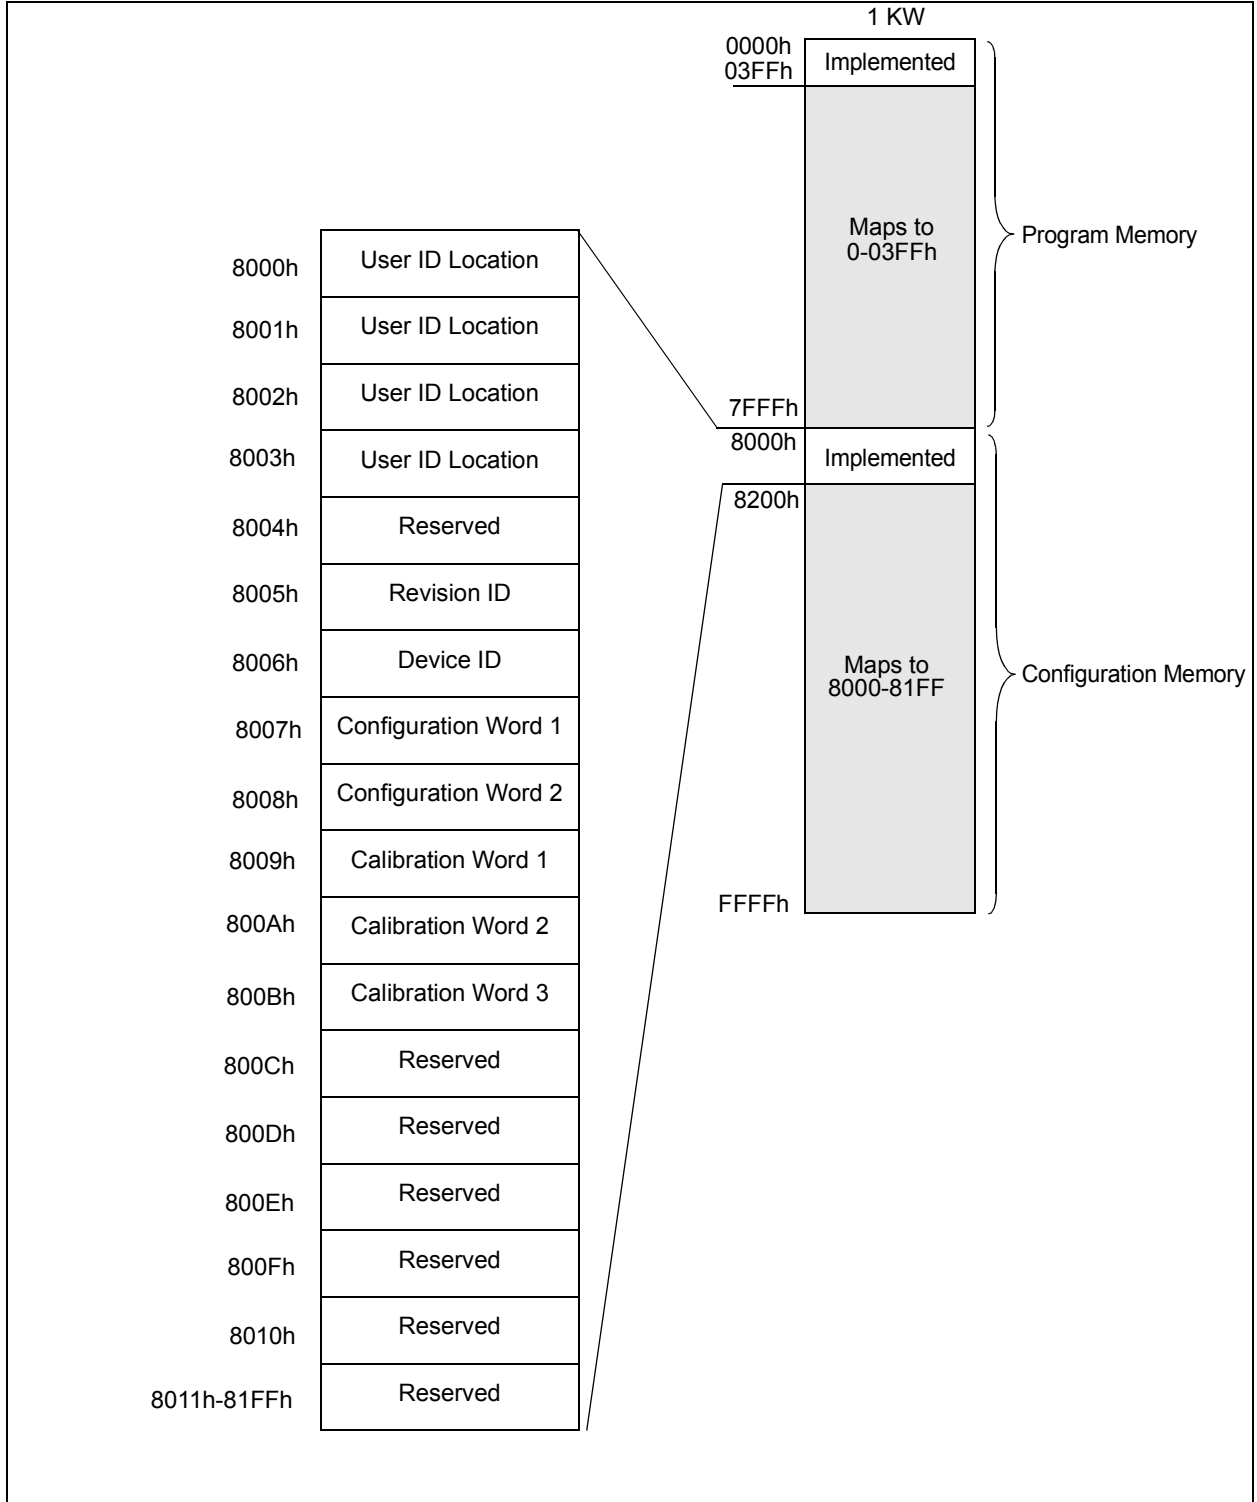 1 KW
0000h
03FFh
Implemented
Maps to
0-03FFh
Program Memory
7FFFh
8000h
Implemented
8200h
Maps to
8000-81FF
Configuration Memory
FFFFh
8000h User ID Location
8001h User ID Location
8002h User ID Location
8003h User ID Location
8004h Reserved
8005h Revision ID
8006h Device ID
8007h Configuration Word 1
8008h Configuration Word 2
8009h Calibration Word 1
800Ah Calibration Word 2
800Bh Calibration Word 3
800Ch Reserved
800Dh Reserved
800Eh Reserved
800Fh Reserved
8010h Reserved
8011h-81FFh Reserved